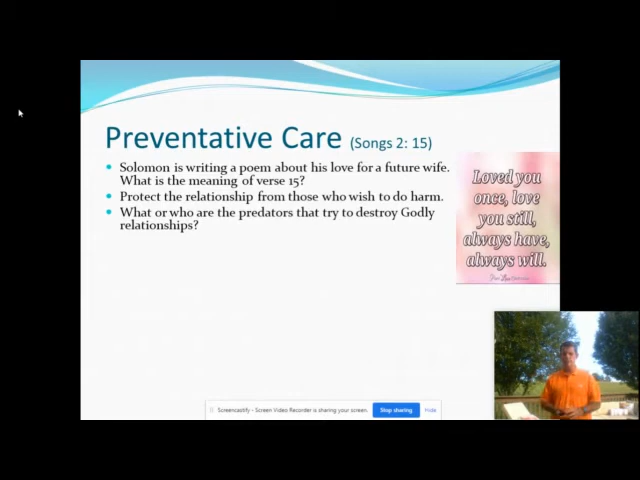 Preventative Care (Songs 2: 15)
Solomon is writing a poem about his love for a future wife.
What is the meaning of verse 15?
Protect the relationship from those who wish to do harm.
What or who are the predators that try to destroy Godly
relationships?
Loved you
once, love
you still,
always have,
always will.
Screencastify - Screen Video Recorder is sharing your screen. Stop sharing Hide